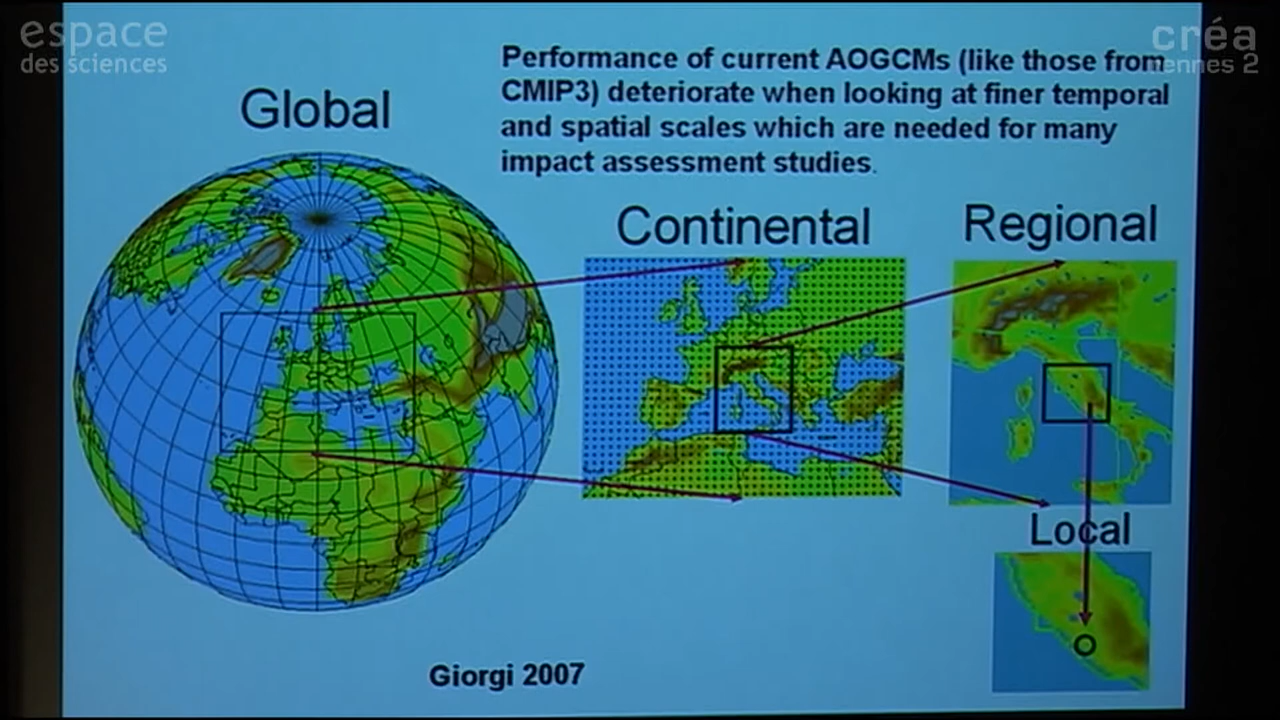 espace
des sciences
créa
rennes 2
Performance of current AOGCMs (like those from
CMIP3) deteriorate when looking at finer temporal
and spatial scales which are needed for many
impact assessment studies.
Global
Continental
Regional
Local
Giorgi 2007